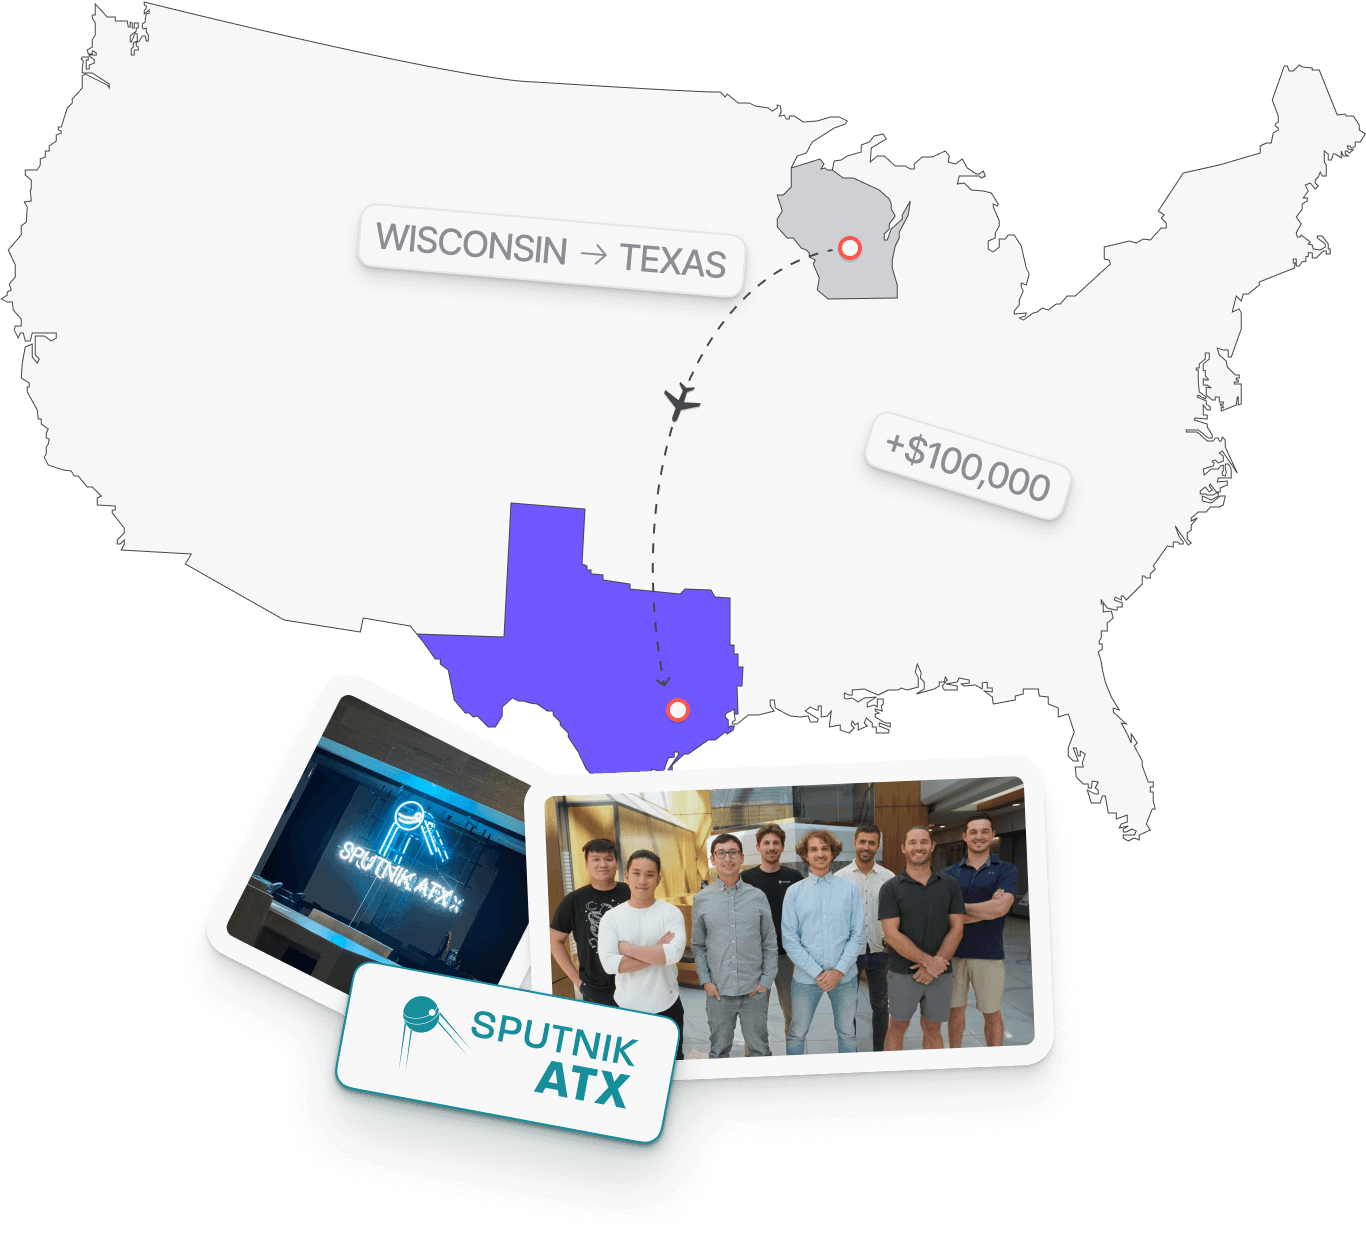 WISCONSIN → TEXAS
+$100,000
SPUTNIK ATX
SPUTNIK
ATX